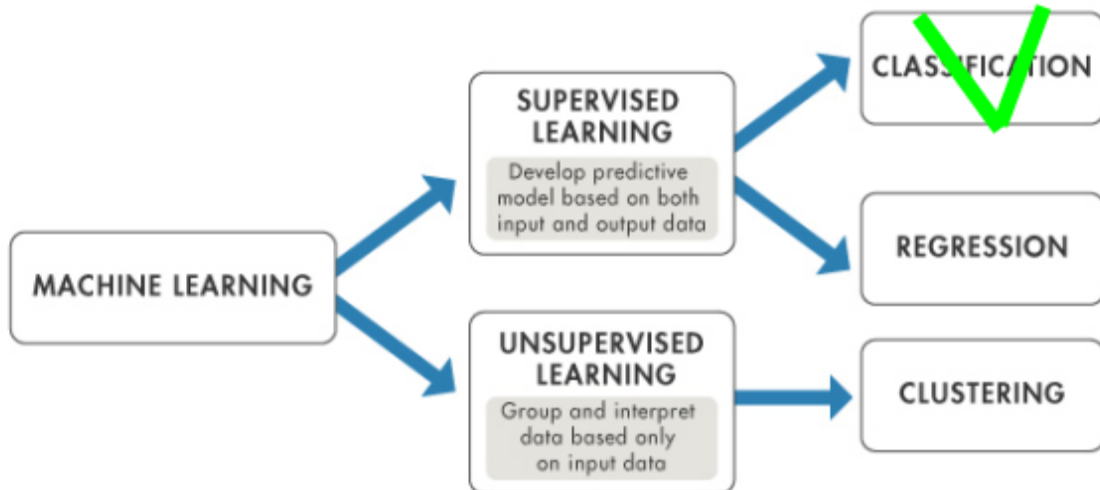 MACHINE LEARNING
SUPERVISED
LEARNING
Develop predictive
model based on both
input and output data
UNSUPERVISED
LEARNING
Group and interpret
data based only
on input data
CLASSIFICATION
REGRESSION
CLUSTERING